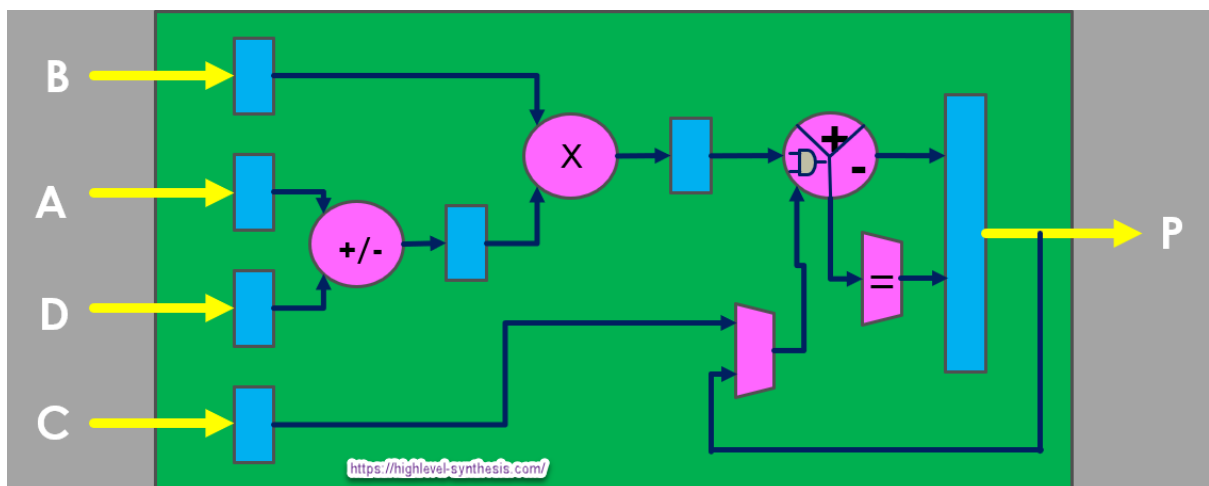 B
A
D
C
X
+/-
+
-
=
P
https://highlevel-synthesis.com/